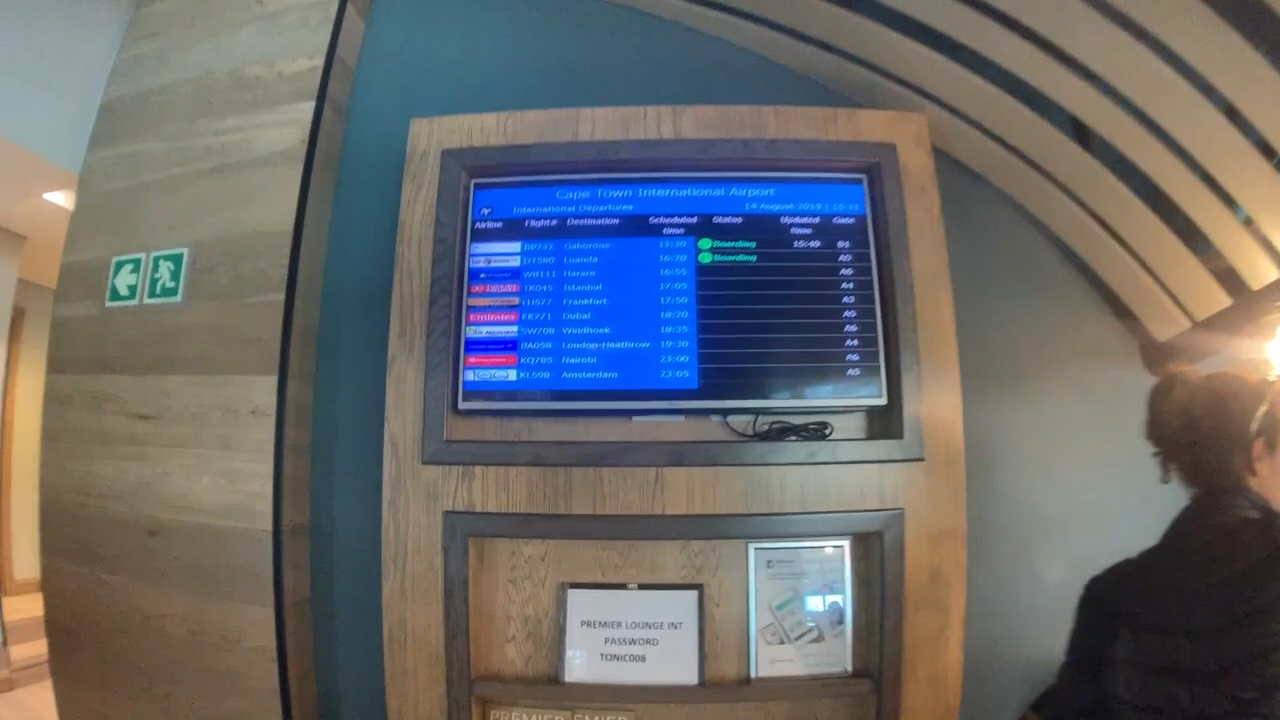 Cape Town International Airport
International Departures 14 August 2019
Airline Flight# Destination Scheduled time Status Updated time Gate
BP232 Gaborone Boarding 15:40 B1
DT580 Luanda 16:20 Boarding A5
WB111 Harare 16:55 A6
TK045 Istanbul 17:05 A4
LH577 Frankfurt 17:50 A3
Emirates EK771 Dubai 18:20 A5
SW708 Windhoek 18:35 A6
BA058 London-Heathrow 19:30 A4
KQ785 Nairobi 23:00 A6
KL598 Amsterdam 23:05 A5
PREMIER LOUNGE INT
PASSWORD
TONIC008
PREMIER